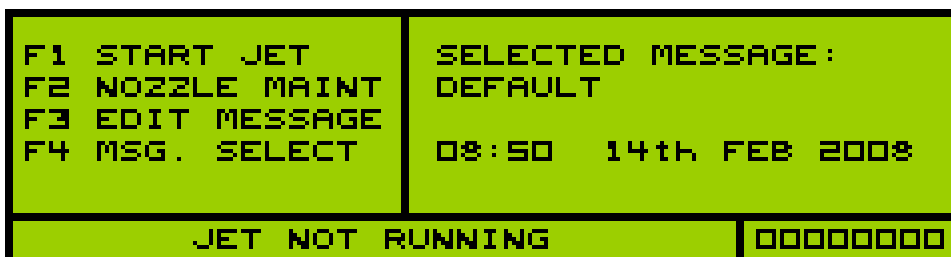 F1 START JET
F2 NOZZLE MAINT
F3 EDIT MESSAGE
F4 MSG. SELECT
SELECTED MESSAGE:
DEFAULT
08:50 14th FEB 2008
JET NOT RUNNING
00000000